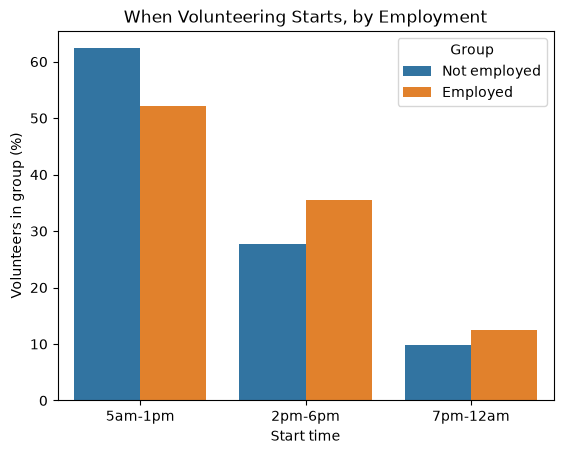 When Volunteering Starts, by Employment
Group
Not employed
Employed
Volunteers in group (%)
60
50
40
30
20
10
0
5am-1pm
2pm-6pm
7pm-12am
Start time